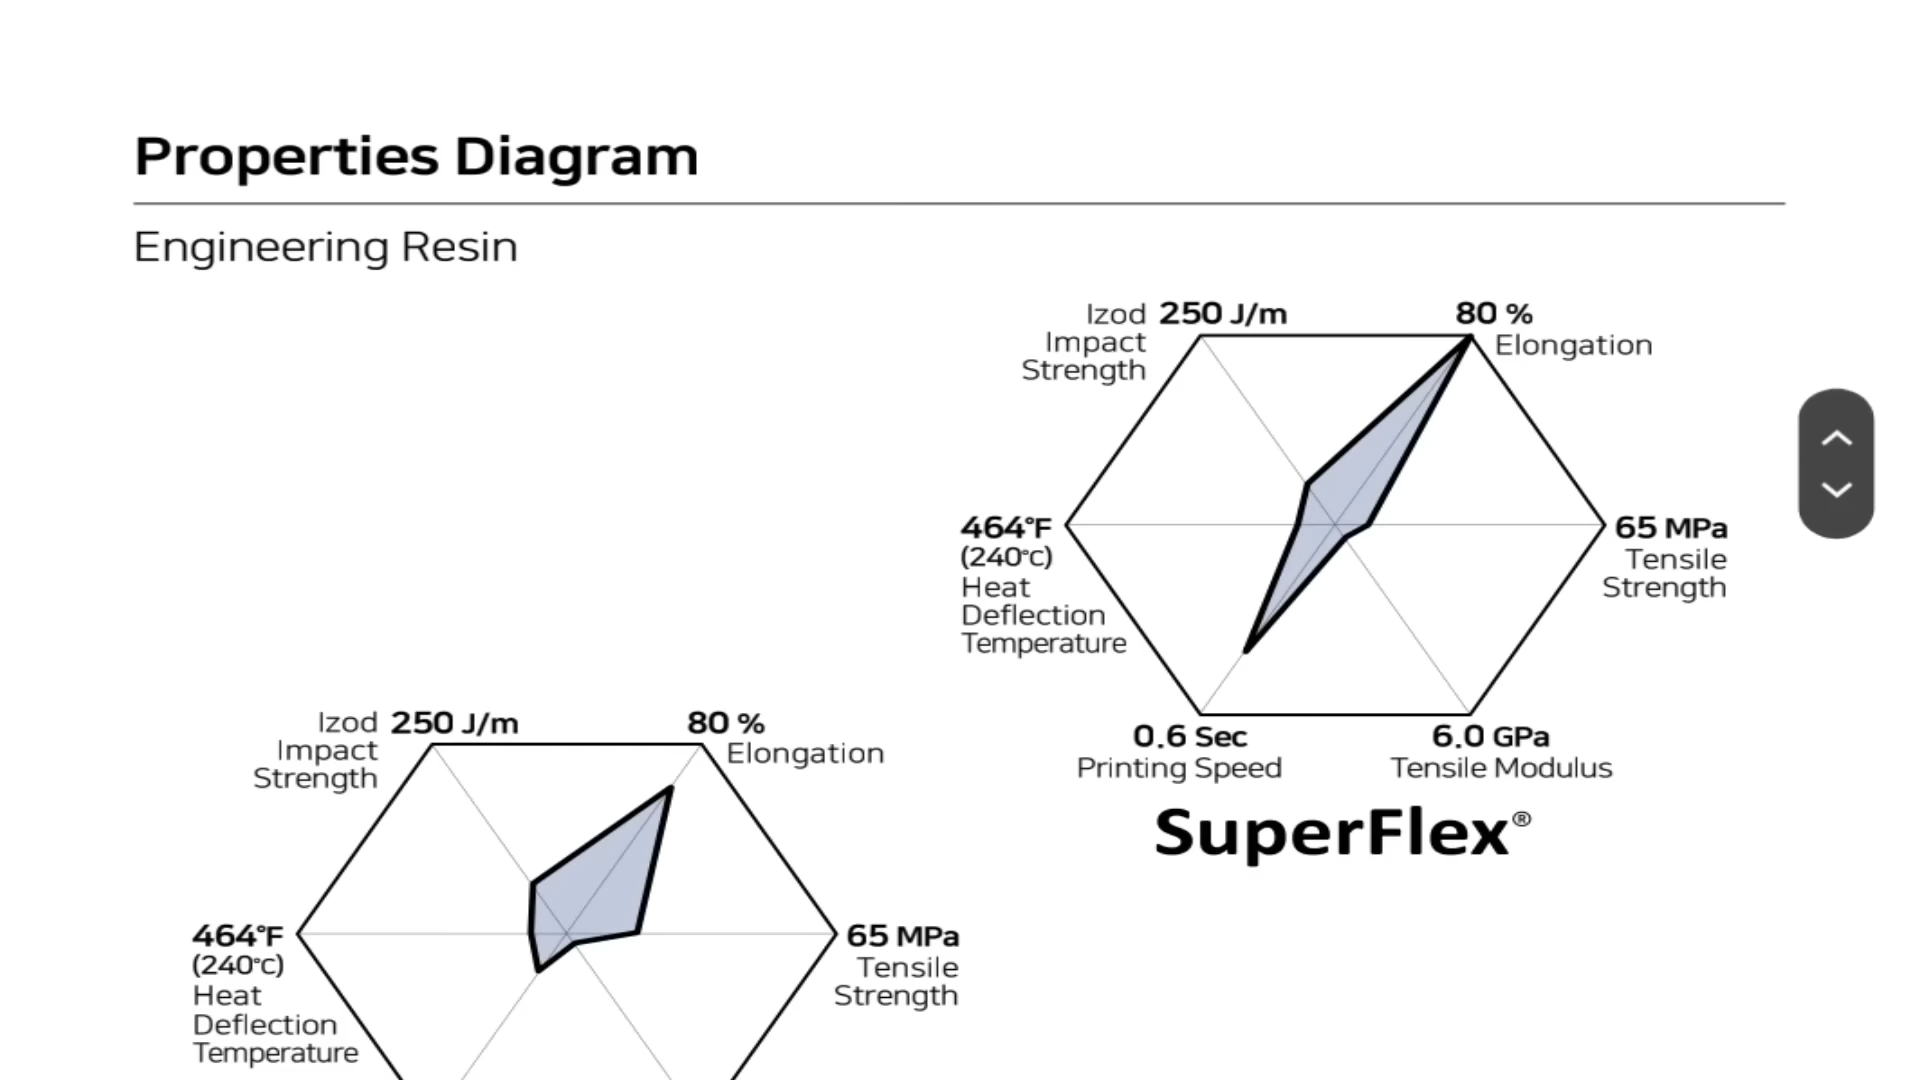 Properties Diagram
Engineering Resin
Izod 250 J/m
Impact
Strength
80 %
Elongation
464°F
(240°C)
Heat
Deflection
Temperature
65 MPa
Tensile
Strength
0.6 Sec
Printing Speed
6.0 GPa
Tensile Modulus
SuperFlex®
Izod 250 J/m
Impact
Strength
80 %
Elongation
464°F
(240°C)
Heat
Deflection
Temperature
65 MPa
Tensile
Strength